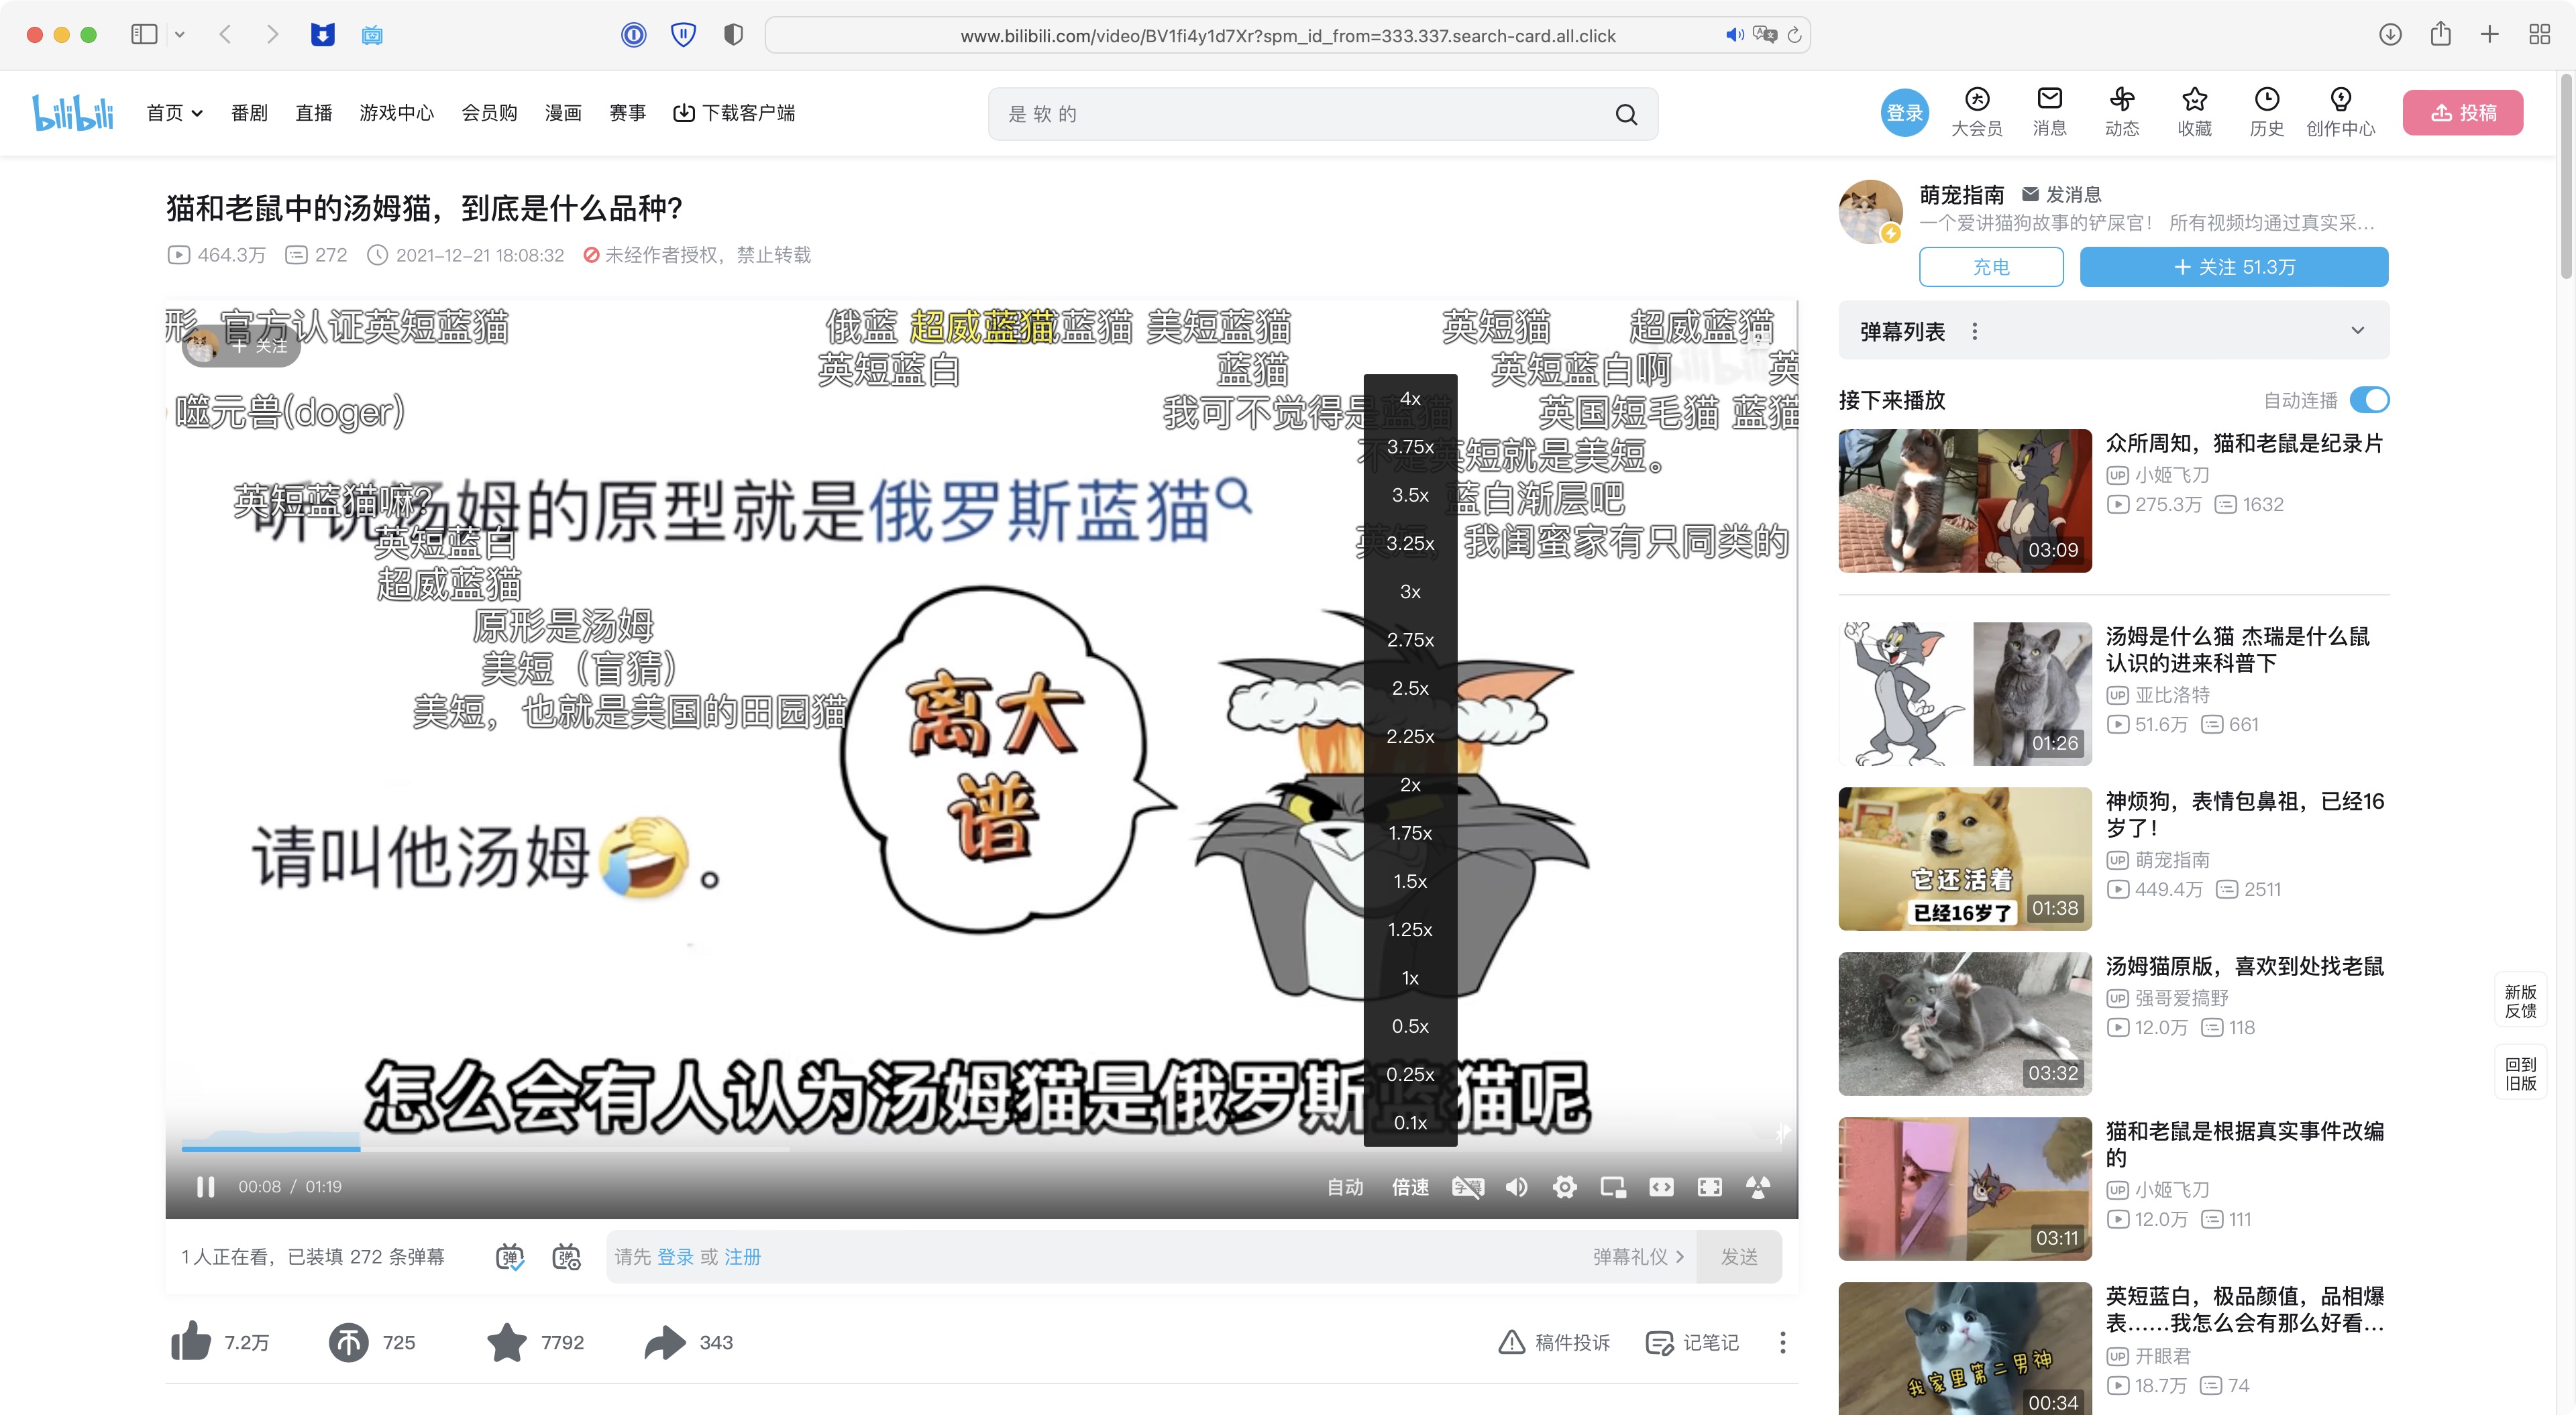 www.bilibili.com/video/BV1fi4y1d7Xr?spm_id_from=333.337.search-card.all.click
bilibili 首页 番剧 直播 游戏中心 会员购 漫画 赛事 下载客户端
是 软 的
登录 大会员 消息 动态 收藏 历史 创作中心 投稿
猫和老鼠中的汤姆猫，到底是什么品种?
464.3万 272 2021-12-21 18:08:32 未经作者授权，禁止转载
形 官方认证英短蓝猫 俄蓝 超威蓝猫 蓝猫 美短蓝猫 英短猫 超威蓝猫
+ 关注
英短蓝白 蓝猫 英短蓝白啊 英
噬元兽(doger) 我可不觉得是蓝猫 英国短毛猫 蓝猫
不是英短就是美短。
蓝白渐层吧
英短蓝猫嘛?
听说汤姆的原型就是俄罗斯蓝猫
英短蓝白 英短，我闺蜜家有只同类的
超威蓝猫
原形是汤姆
美短（盲猜）
美短，也就是美国的田园猫
离大
谱
请叫他汤姆。
怎么会有人认为汤姆猫是俄罗斯蓝猫呢
4x
3.75x
3.5x
3.25x
3x
2.75x
2.5x
2.25x
2x
1.75x
1.5x
1.25x
1x
0.5x
0.25x
0.1x
00:08 / 01:19 自动 倍速 字幕
1人正在看，已装填 272 条弹幕 弹 弹 请先 登录 或 注册 弹幕礼仪 > 发送
7.2万 725 7792 343 稿件投诉 记笔记
萌宠指南 发消息
一个爱讲猫狗故事的铲屎官！ 所有视频均通过真实采...
充电 + 关注 51.3万
弹幕列表
接下来播放 自动连播
众所周知，猫和老鼠是纪录片
UP 小姬飞刀
275.3万 1632
03:09
汤姆是什么猫 杰瑞是什么鼠
认识的进来科普下
UP 亚比洛特
51.6万 661
01:26
神烦狗，表情包鼻祖，已经16
岁了！
UP 萌宠指南
449.4万 2511
它还活着
已经16岁了
01:38
汤姆猫原版，喜欢到处找老鼠
UP 强哥爱搞野
12.0万 118
03:32
猫和老鼠是根据真实事件改编
的
UP 小姬飞刀
12.0万 111
03:11
英短蓝白，极品颜值，品相爆
表......我怎么会有那么好看...
UP 开眼君
18.7万 74
我家里第二男神
00:34
新版
反馈
回到
旧版